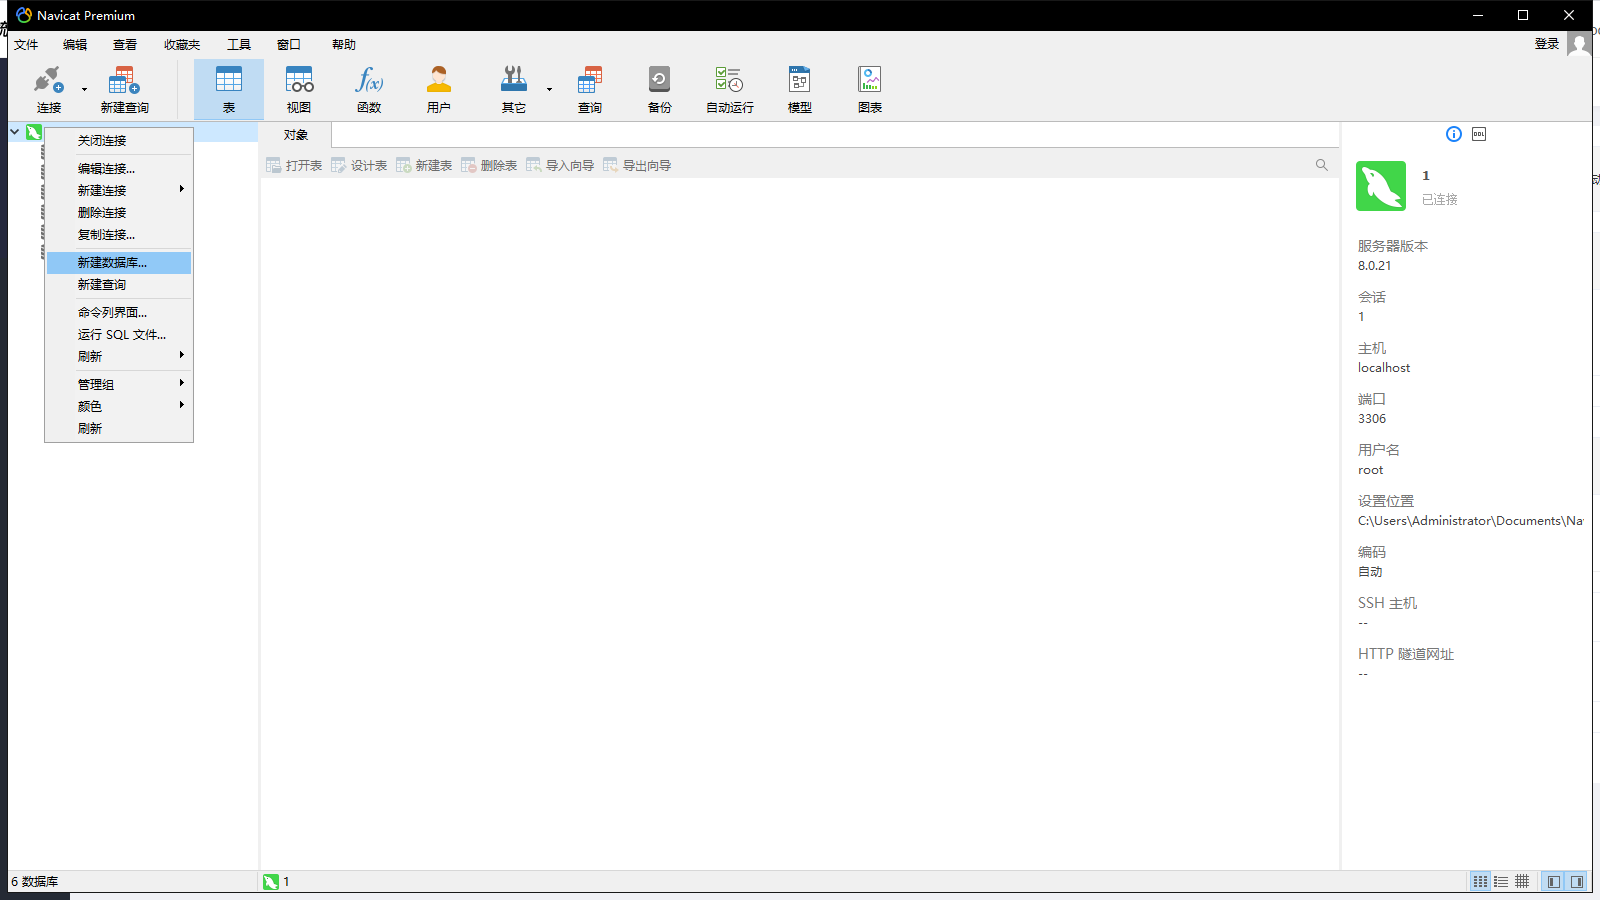 Navicat Premium
文件 编辑 查看 收藏夹 工具 窗口 帮助 登录
连接 新建查询 表 视图 函数 用户 其它 查询 备份 自动运行 模型 图表
关闭连接
编辑连接...
新建连接
删除连接
复制连接...
新建数据库...
新建查询
命令列界面...
运行 SQL 文件...
刷新
管理组
颜色
刷新
对象
打开表 设计表 新建表 删除表 导入向导 导出向导
DDL
1
已连接
服务器版本
8.0.21
会话
1
主机
localhost
端口
3306
用户名
root
设置位置
C:\Users\Administrator\Documents\Na
编码
自动
SSH 主机
--
HTTP 隧道网址
--
6 数据库
1